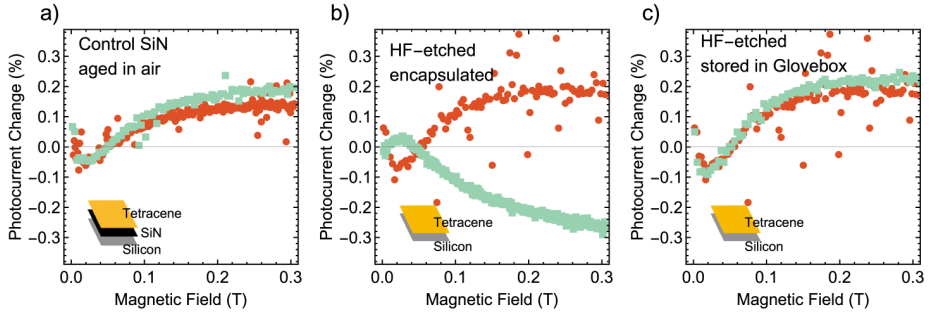 a)
Control SiN
aged in air
Photocurrent Change (%)
0.3
0.2
0.1
0.0
−0.1
−0.2
−0.3
Tetracene
SiN
Silicon
0.0 0.1 0.2 0.3
Magnetic Field (T)
b)
HF−etched
encapsulated
Photocurrent Change (%)
0.3
0.2
0.1
0.0
−0.1
−0.2
−0.3
Tetracene
Silicon
0.0 0.1 0.2 0.3
Magnetic Field (T)
c)
HF−etched
stored in Glovebox
Photocurrent Change (%)
0.3
0.2
0.1
0.0
−0.1
−0.2
−0.3
Tetracene
Silicon
0.0 0.1 0.2 0.3
Magnetic Field (T)